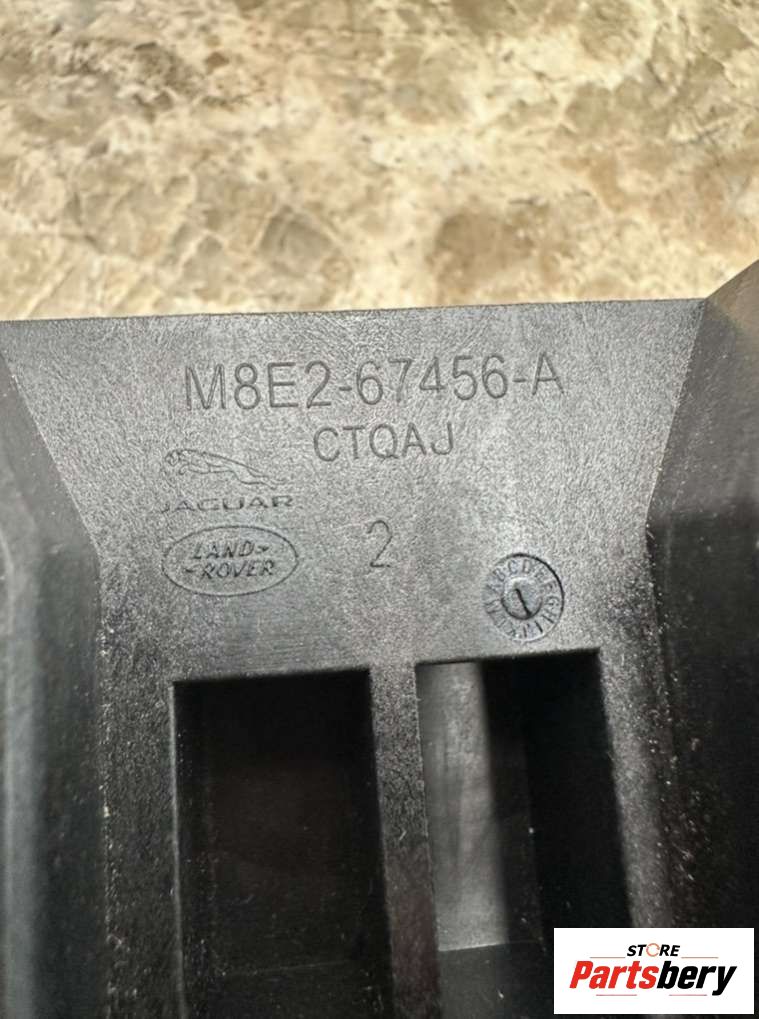 M8E2-67456-A
CTQAJ
JAGUAR
LAND-
-ROVER
2
STORE
Partsbery